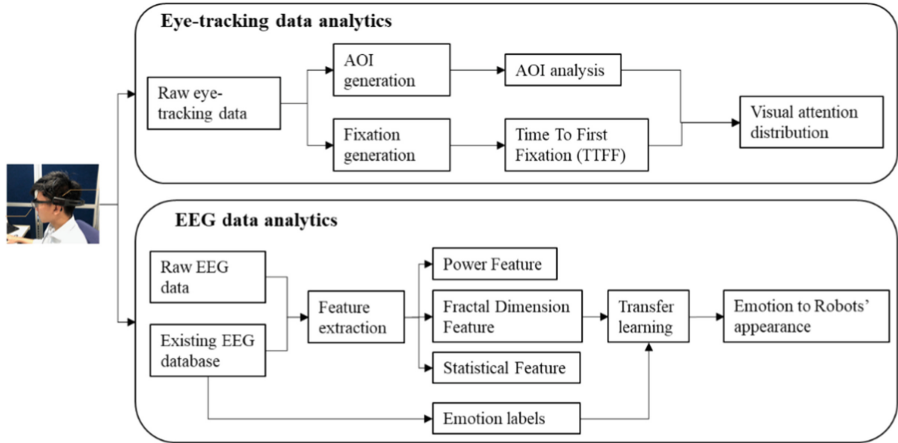 Eye-tracking data analytics
Raw eye-
tracking data
AOI
generation
AOI analysis
Fixation
generation
Time To First
Fixation (TTFF)
Visual attention
distribution
EEG data analytics
Raw EEG
data
Existing EEG
database
Feature
extraction
Power Feature
Fractal Dimension
Feature
Statistical Feature
Emotion labels
Transfer
learning
Emotion to Robots’
appearance